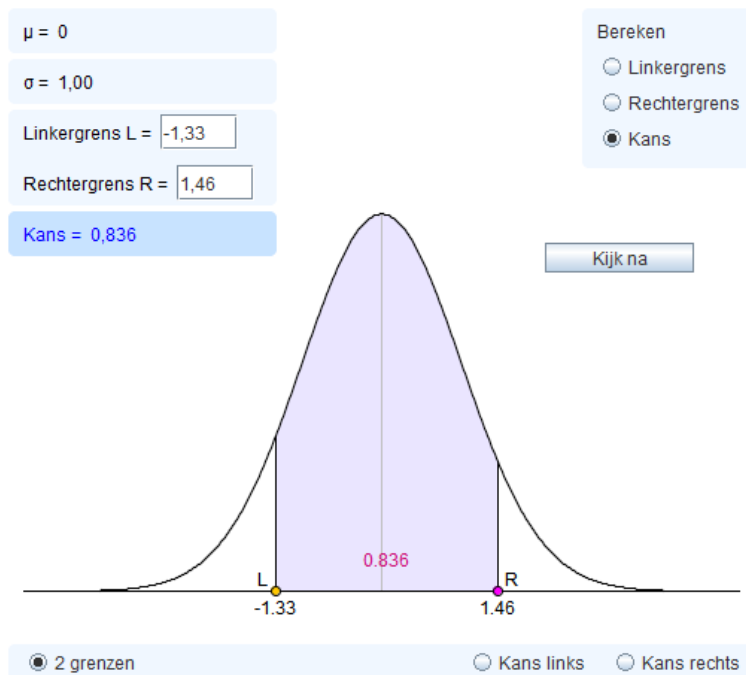 μ = 0
σ = 1,00
Linkergrens L = -1,33
Rechtergrens R = 1,46
Kans = 0,836
Bereken
Linkergrens
Rechtergrens
Kans
Kijk na
0.836
L R
-1.33 1.46
2 grenzen Kans links Kans rechts